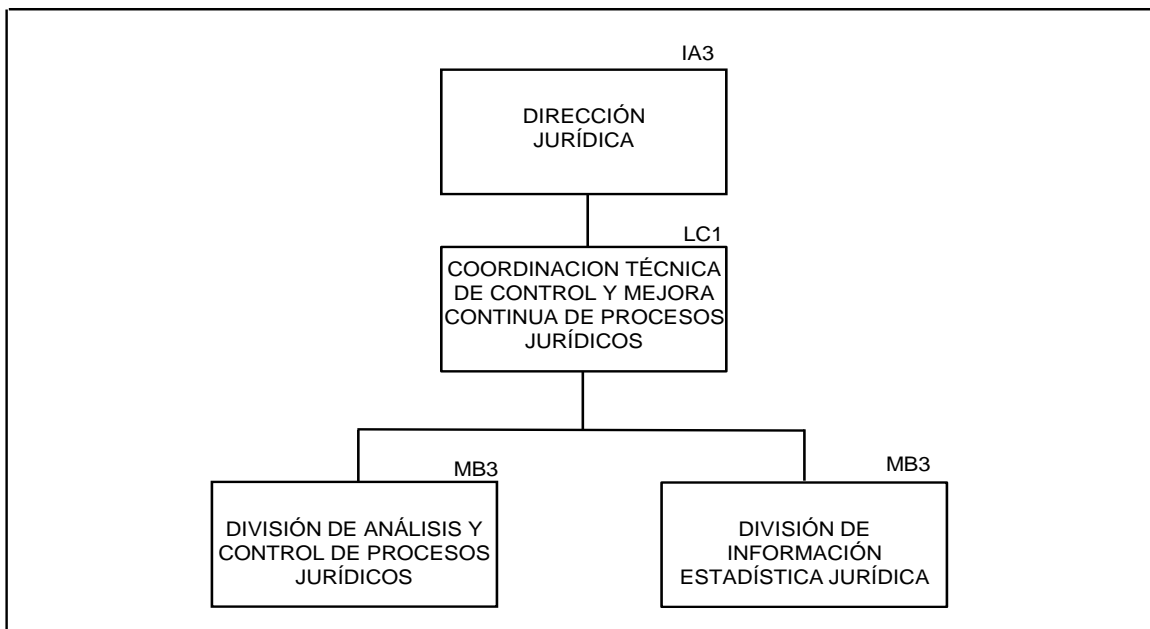 IA3
DIRECCIÓN
JURÍDICA
LC1
COORDINACION TÉCNICA
DE CONTROL Y MEJORA
CONTINUA DE PROCESOS
JURÍDICOS
MB3
DIVISIÓN DE ANÁLISIS Y
CONTROL DE PROCESOS
JURÍDICOS
MB3
DIVISIÓN DE
INFORMACIÓN
ESTADÍSTICA JURÍDICA